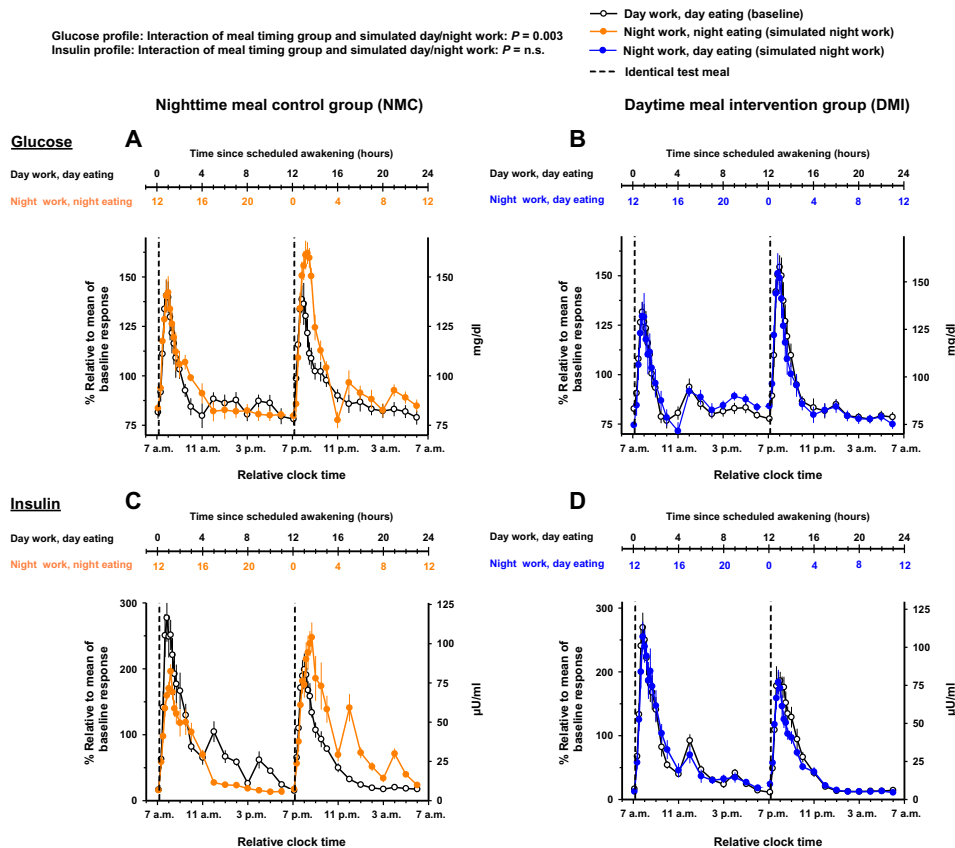 Glucose profile: Interaction of meal timing group and simulated day/night work: P = 0.003
Insulin profile: Interaction of meal timing group and simulated day/night work: P = n.s.
Day work, day eating (baseline)
Night work, night eating (simulated night work)
Night work, day eating (simulated night work)
Identical test meal
Nighttime meal control group (NMC)
Daytime meal intervention group (DMI)
Glucose
A
Time since scheduled awakening (hours)
Day work, day eating
0 4 8 12 16 20 24
Night work, night eating
12 16 20 0 4 8 12
% Relative to mean of
baseline response
150
125
100
75
mg/dl
150
125
100
75
7 a.m. 11 a.m. 3 p.m. 7 p.m. 11 p.m. 3 a.m. 7 a.m.
Relative clock time
B
Time since scheduled awakening (hours)
Day work, day eating
0 4 8 12 16 20 24
Night work, day eating
12 16 20 0 4 8 12
% Relative to mean of
baseline response
150
125
100
75
mg/dl
150
125
100
75
7 a.m. 11 a.m. 3 p.m. 7 p.m. 11 p.m. 3 a.m. 7 a.m.
Relative clock time
Insulin
C
Time since scheduled awakening (hours)
Day work, day eating
0 4 8 12 16 20 24
Night work, night eating
12 16 20 0 4 8 12
% Relative to mean of
baseline response
300
200
100
0
µU/ml
125
100
75
50
25
0
7 a.m. 11 a.m. 3 p.m. 7 p.m. 11 p.m. 3 a.m. 7 a.m.
Relative clock time
D
Time since scheduled awakening (hours)
Day work, day eating
0 4 8 12 16 20 24
Night work, day eating
12 16 20 0 4 8 12
% Relative to mean of
baseline response
300
200
100
0
µU/ml
125
100
75
50
25
0
7 a.m. 11 a.m. 3 p.m. 7 p.m. 11 p.m. 3 a.m. 7 a.m.
Relative clock time